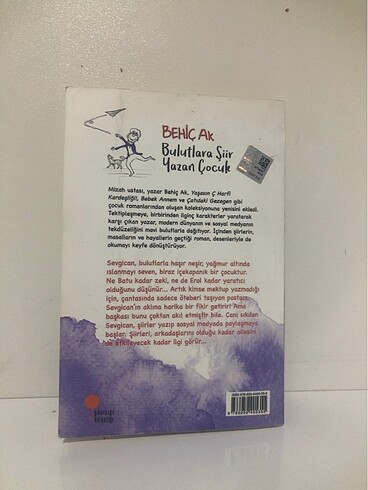 BEHİÇ AK
Bulutlara Şiir
Yazan Çocuk
Mizah ustası, yazar Behiç Ak, Yaşasın Ç Harfi
Kardeşliği, Bebek Annem ve Çatıdaki Gezegen gibi
çocuk romanlarından oluşan koleksiyonuna yenisini ekledi.
Tektipleşmeye, birbirinden ilginç karakterler yaratarak
karşı çıkan yazar, modern dünyanın ve sosyal medyanın
tekdüzeliğini mavi bulutlarla dağıtıyor. İçinden şiirlerin,
masalların ve hayallerin geçtiği roman, desenleriyle de
okumayı keyfe dönüştürüyor.
Sevgican, bulutlarla haşır neşir, yağmur altında
ıslanmayı seven, biraz içekapanık bir çocuktur.
Ne Batu kadar zeki, ne de Erol kadar yaratıcı
olduğunu düşünür... Artık kimse mektup yazmadığı
için, çantasında sadece öteberi taşıyan postacı,
Sevgican'ın aklına harika bir fikir getirir! Ama
başkası bunu çoktan akıl etmiştir bile. Canı sıkılan
Sevgican, şiirler yazıp sosyal medyada paylaşmaya
başlar. Şiirleri, arkadaşlarını olduğu kadar ailesini
de etkileyecek kadar ilgi görür...
günışığı
kitaplığı